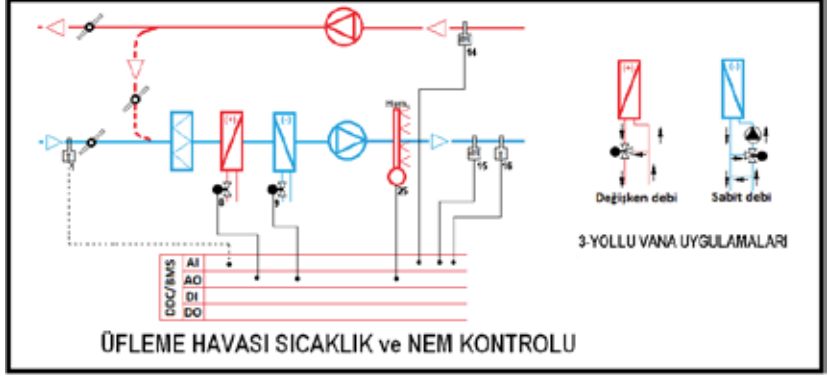 14
(+)
(-)
Hum.
(+)
(-)
8
9
25
15
16
Değişken debi
Sabit debi
3-YOLLU VANA UYGULAMALARI
DDC/BMS
AI
AO
DI
DO
ÜFLEME HAVASI SICAKLIK ve NEM KONTROLU